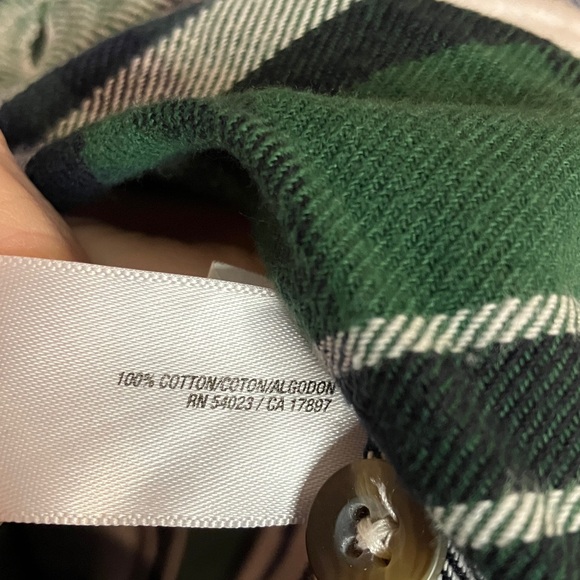 100% COTTON/COTON/ALGODON
RN 54023 / CA 17897